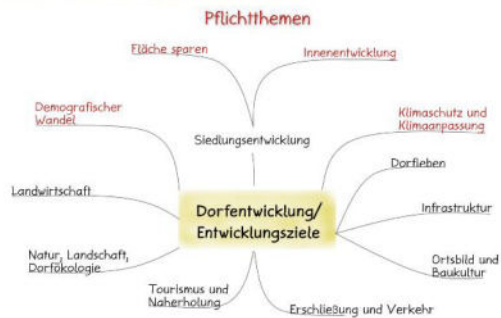 Pflichtthemen
Fläche sparen
Innenentwicklung
Demografischer
Wandel
Klimaschutz und
Klimaanpassung
Siedlungsentwicklung
Dorfleben
Landwirtschaft
Dorfentwicklung/
Entwicklungsziele
Infrastruktur
Natur, Landschaft,
Dorfökologie
Ortsbild und
Baukultur
Tourismus und
Naherholung
Erschließung und Verkehr